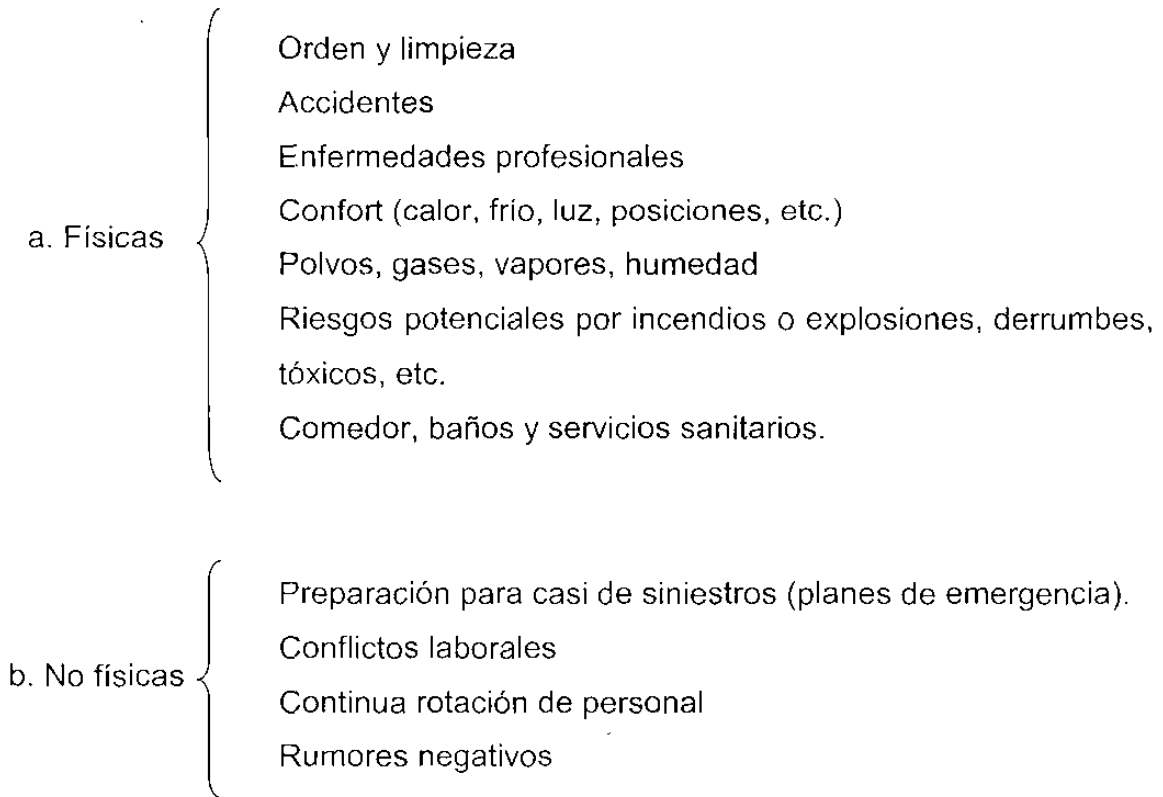 Orden y limpieza
Accidentes
Enfermedades profesionales
Confort (calor, frío, luz, posiciones, etc.)
a. Físicas
Polvos, gases, vapores, humedad
Riesgos potenciales por incendios o explosiones, derrumbes,
tóxicos, etc.
Comedor, baños y servicios sanitarios.
Preparación para casi de siniestros (planes de emergencia).
Conflictos laborales
b. No físicas
Continua rotación de personal
Rumores negativos